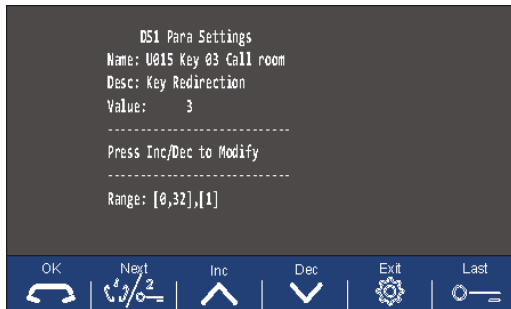 DS1 Para Settings
Name: U015 Key 03 Call room
Desc: Key Redirection
Value: 3
---------------------------
Press Inc/Dec to Modify
---------------------------
Range: [0,32],[1]
OK Next Inc Dec Exit Last